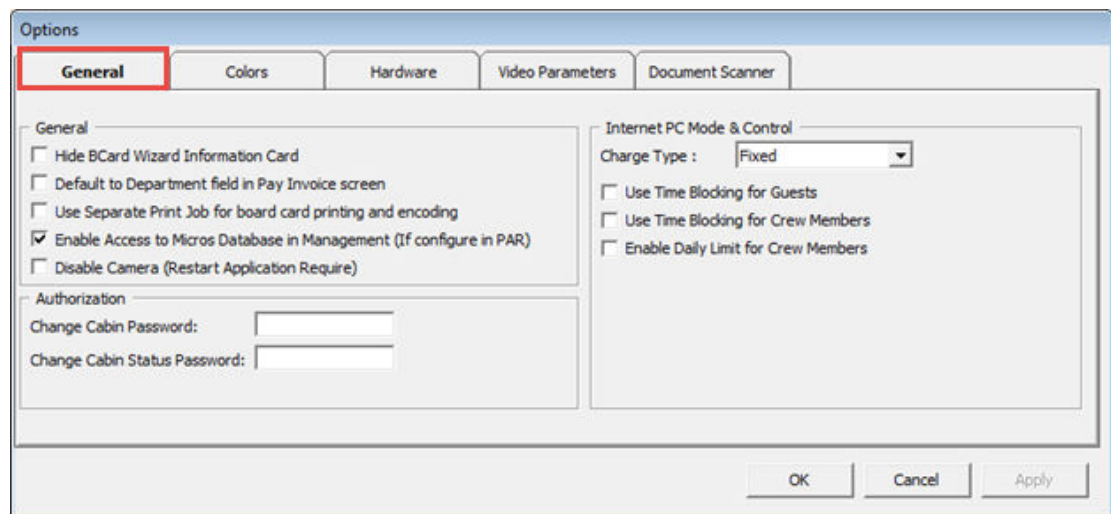 Options
General
Colors
Hardware
Video Parameters
Document Scanner
General
Hide BCard Wizard Information Card
Default to Department field in Pay Invoice screen
Use Separate Print Job for board card printing and encoding
Enable Access to Micros Database in Management (If configure in PAR)
Disable Camera (Restart Application Require)
Authorization
Change Cabin Password:
Change Cabin Status Password:
Internet PC Mode & Control
Charge Type : Fixed
Use Time Blocking for Guests
Use Time Blocking for Crew Members
Enable Daily Limit for Crew Members
OK
Cancel
Apply